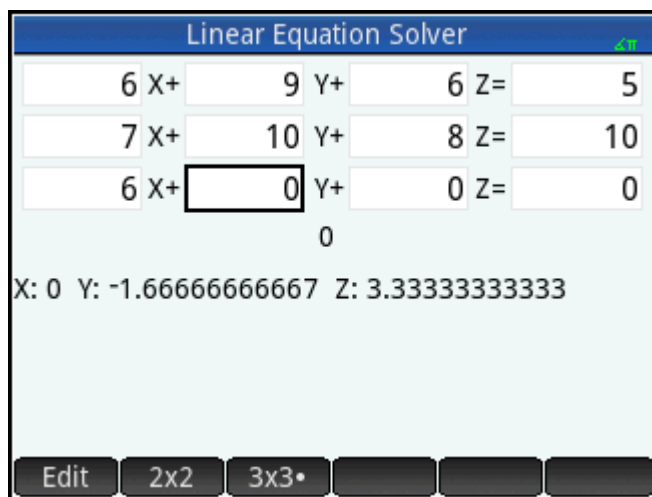 Linear Equation Solver
∡π
6 X+ 9 Y+ 6 Z= 5
7 X+ 10 Y+ 8 Z= 10
6 X+ 0 Y+ 0 Z= 0
0
X: 0 Y: -1.66666666667 Z: 3.33333333333
Edit 2x2 3x3•